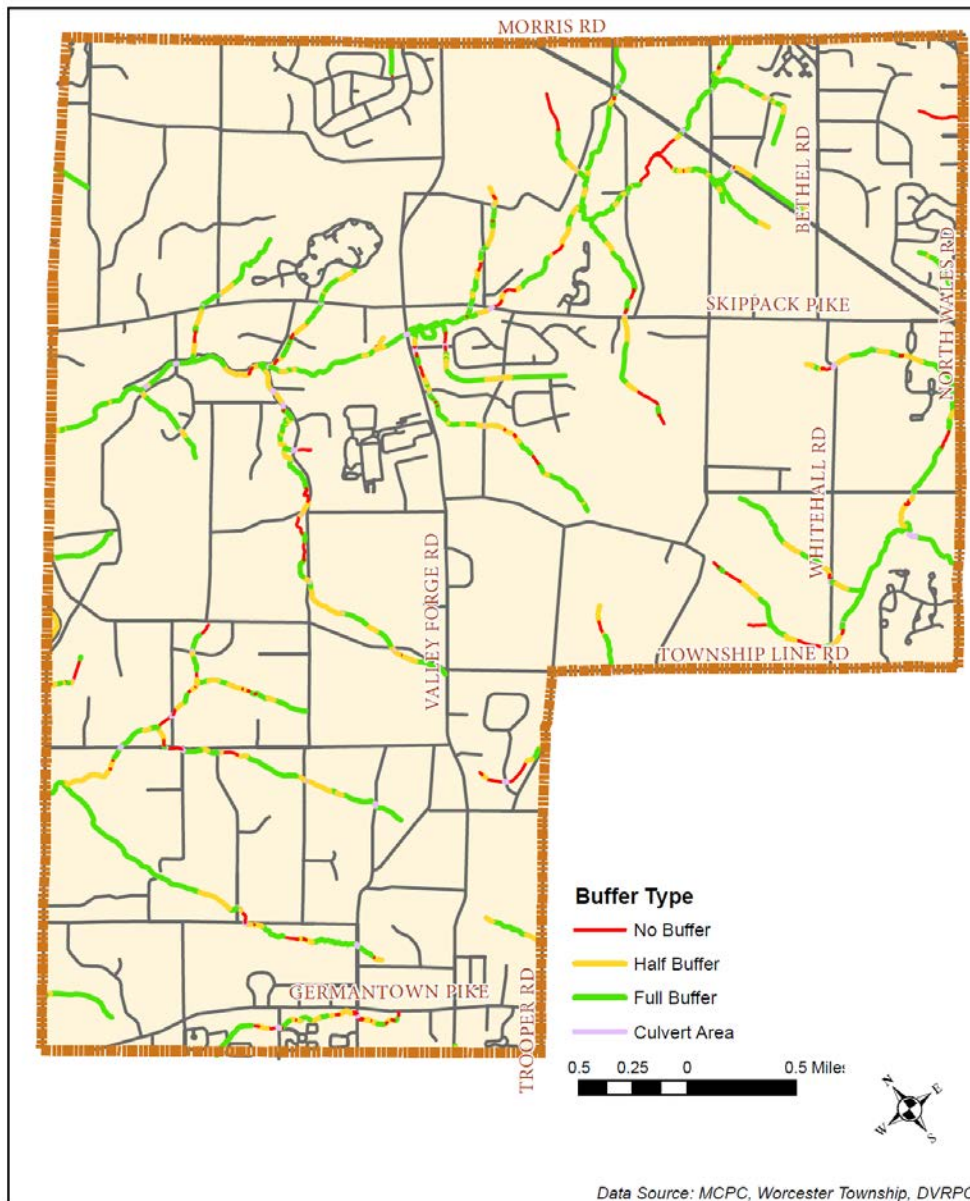 MORRIS RD
BETHEL RD
NORTH WALES RD
SKIPPACK PIKE
WHITEHALL RD
VALLEY FORGE RD
TOWNSHIP LINE RD
Buffer Type
No Buffer
Half Buffer
Full Buffer
Culvert Area
GERMANTOWN PIKE
TROOPER RD
0.5 0.25 0 0.5 Miles
N
E
W
S
Data Source: MCPC, Worcester Township, DVRPC